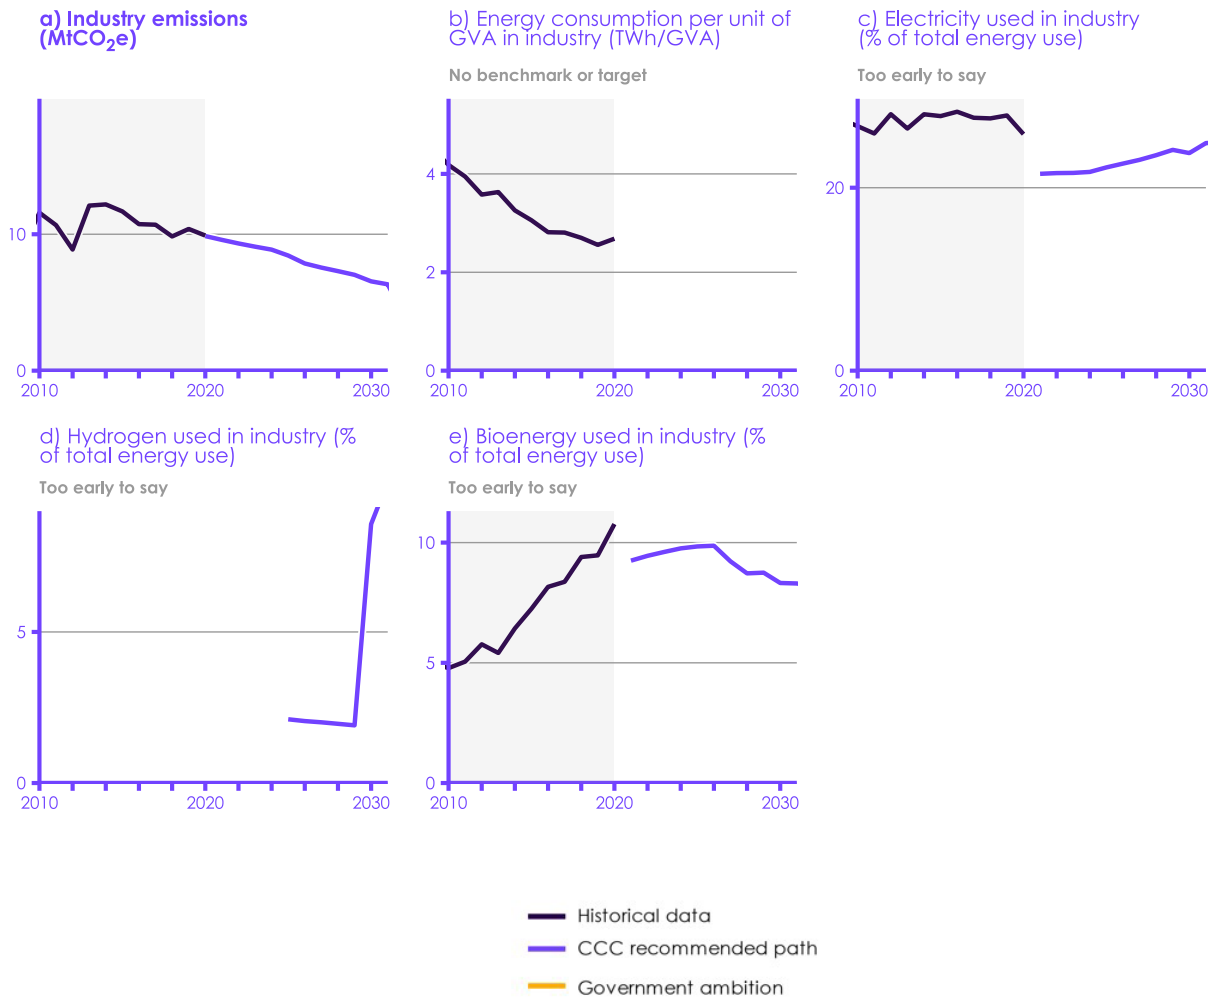 a) Industry emissions
(MtCO₂e)
b) Energy consumption per unit of
GVA in industry (TWh/GVA)
No benchmark or target
c) Electricity used in industry
(% of total energy use)
Too early to say
10
0
2010
2020
2030
4
2
0
2010
2020
2030
20
0
2010
2020
2030
d) Hydrogen used in industry (%
of total energy use)
Too early to say
e) Bioenergy used in industry (%
of total energy use)
Too early to say
5
0
2010
2020
2030
10
5
0
2010
2020
2030
Historical data
CCC recommended path
Government ambition